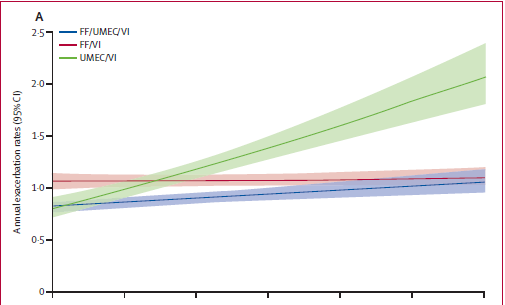 A
2·5
FF/UMEC/VI
FF/VI
UMEC/VI
2·0
1·5
1·0
0·5
0
Annual exacerbation rates (95% CI)